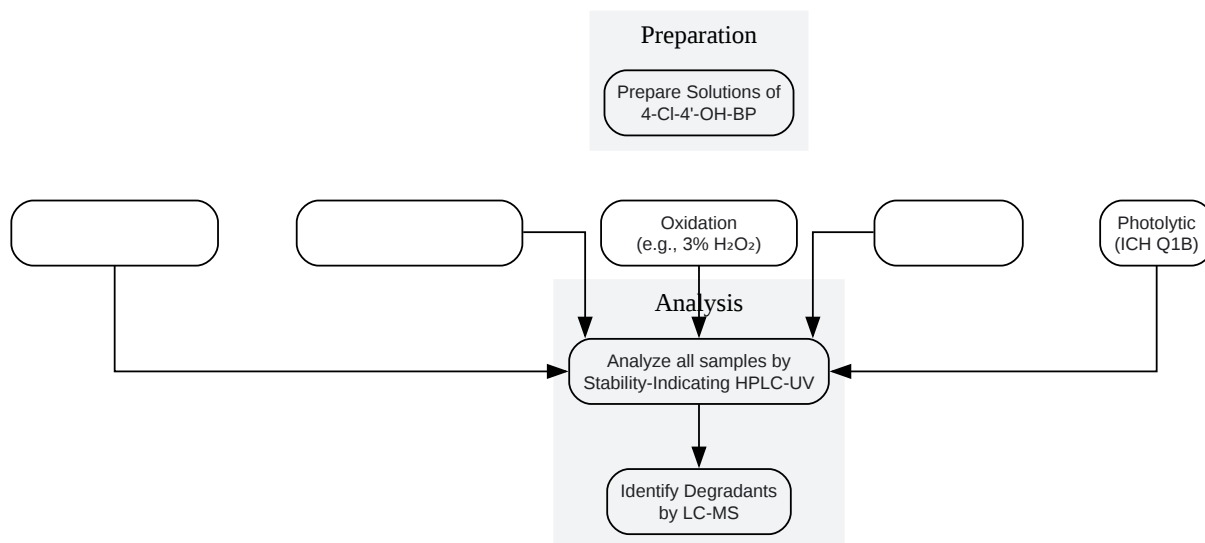 Preparation
Prepare Solutions of
4-Cl-4'-OH-BP
Oxidation
(e.g., 3% H₂O₂)
Photolytic
(ICH Q1B)
Analysis
Analyze all samples by
Stability-Indicating HPLC-UV
Identify Degradants
by LC-MS